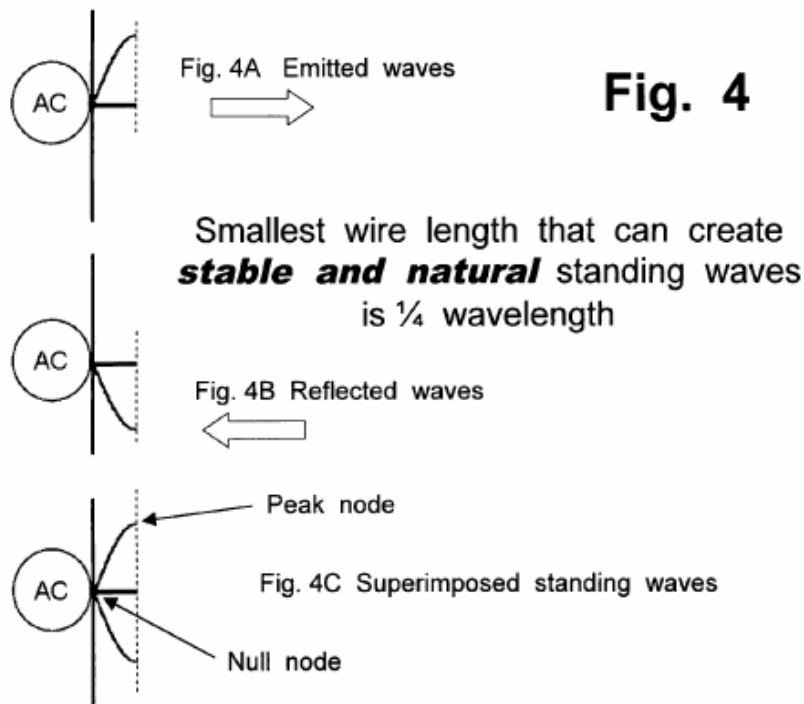 AC
Fig. 4A Emitted waves
Fig. 4
Smallest wire length that can create
stable and natural standing waves
is ¼ wavelength
AC
Fig. 4B Reflected waves
Peak node
AC
Fig. 4C Superimposed standing waves
Null node